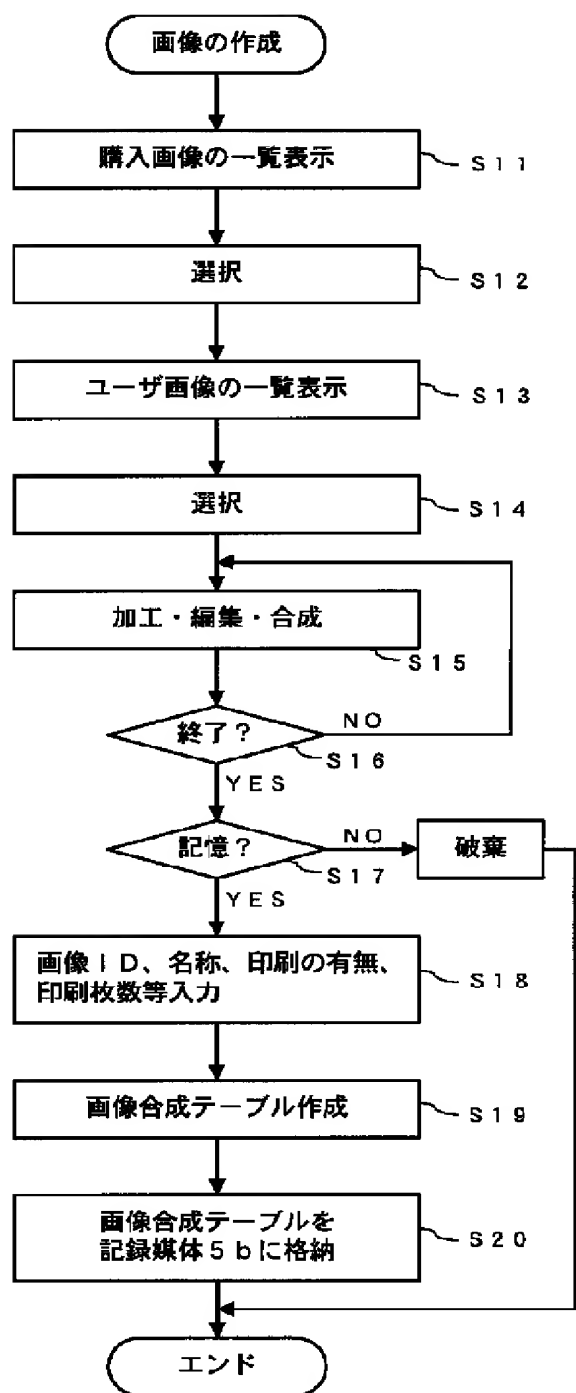 画像の作成
購入画像の一覧表示
S11
選択
S12
ユーザ画像の一覧表示
S13
選択
S14
加工・編集・合成
S15
終了?
NO
S16
YES
記憶?
NO
破棄
S17
YES
画像ID、名称、印刷の有無、
印刷枚数等入力
S18
画像合成テーブル作成
S19
画像合成テーブルを
記録媒体5bに格納
S20
エンド